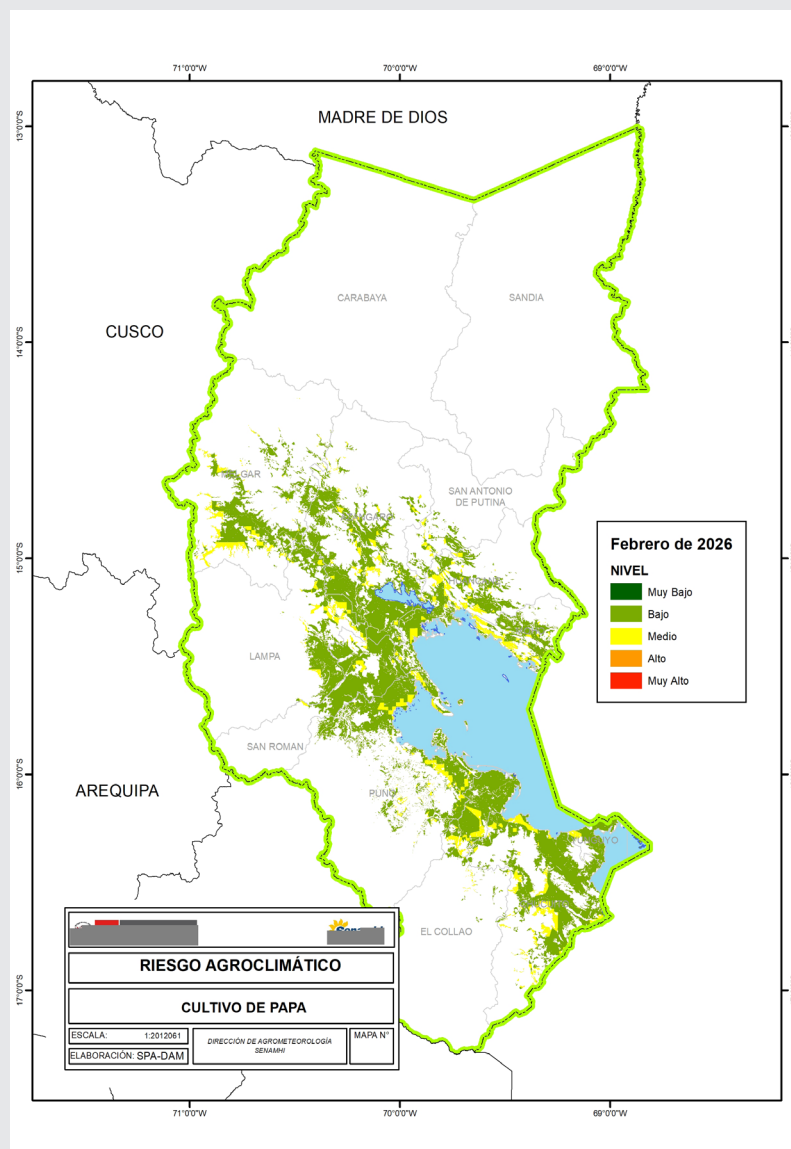 71°0'0"W
70°0'0"W
69°0'0"W
MADRE DE DIOS
13°0'0"S
CARABAYA
SANDIA
CUSCO
14°0'0"S
SAN ANTONIO
DE PUTINA
15°0'0"S
Febrero de 2026
NIVEL
Muy Bajo
Bajo
Medio
Alto
Muy Alto
LAMPA
SAN ROMAN
16°0'0"S
AREQUIPA
PUNO
EL COLLAO
17°0'0"S
RIESGO AGROCLIMÁTICO
CULTIVO DE PAPA
ESCALA: 1:2012061
DIRECCIÓN DE AGROMETEOROLOGÍA
SENAMHI
MAPA N°
ELABORACIÓN: SPA-DAM
71°0'0"W
70°0'0"W
69°0'0"W